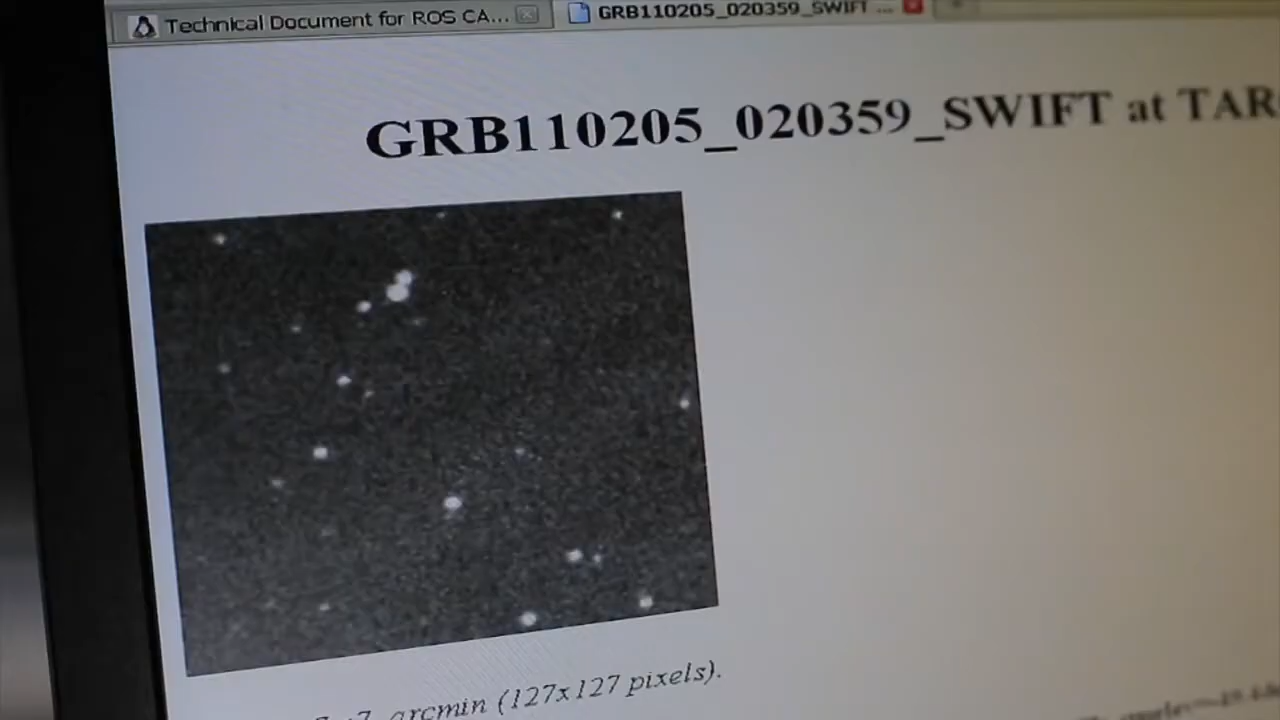 Technical Document for ROS CA... GRB110205_020359_SWIFT ...
GRB110205_020359_SWIFT at TAR
arcmin (127x127 pixels).